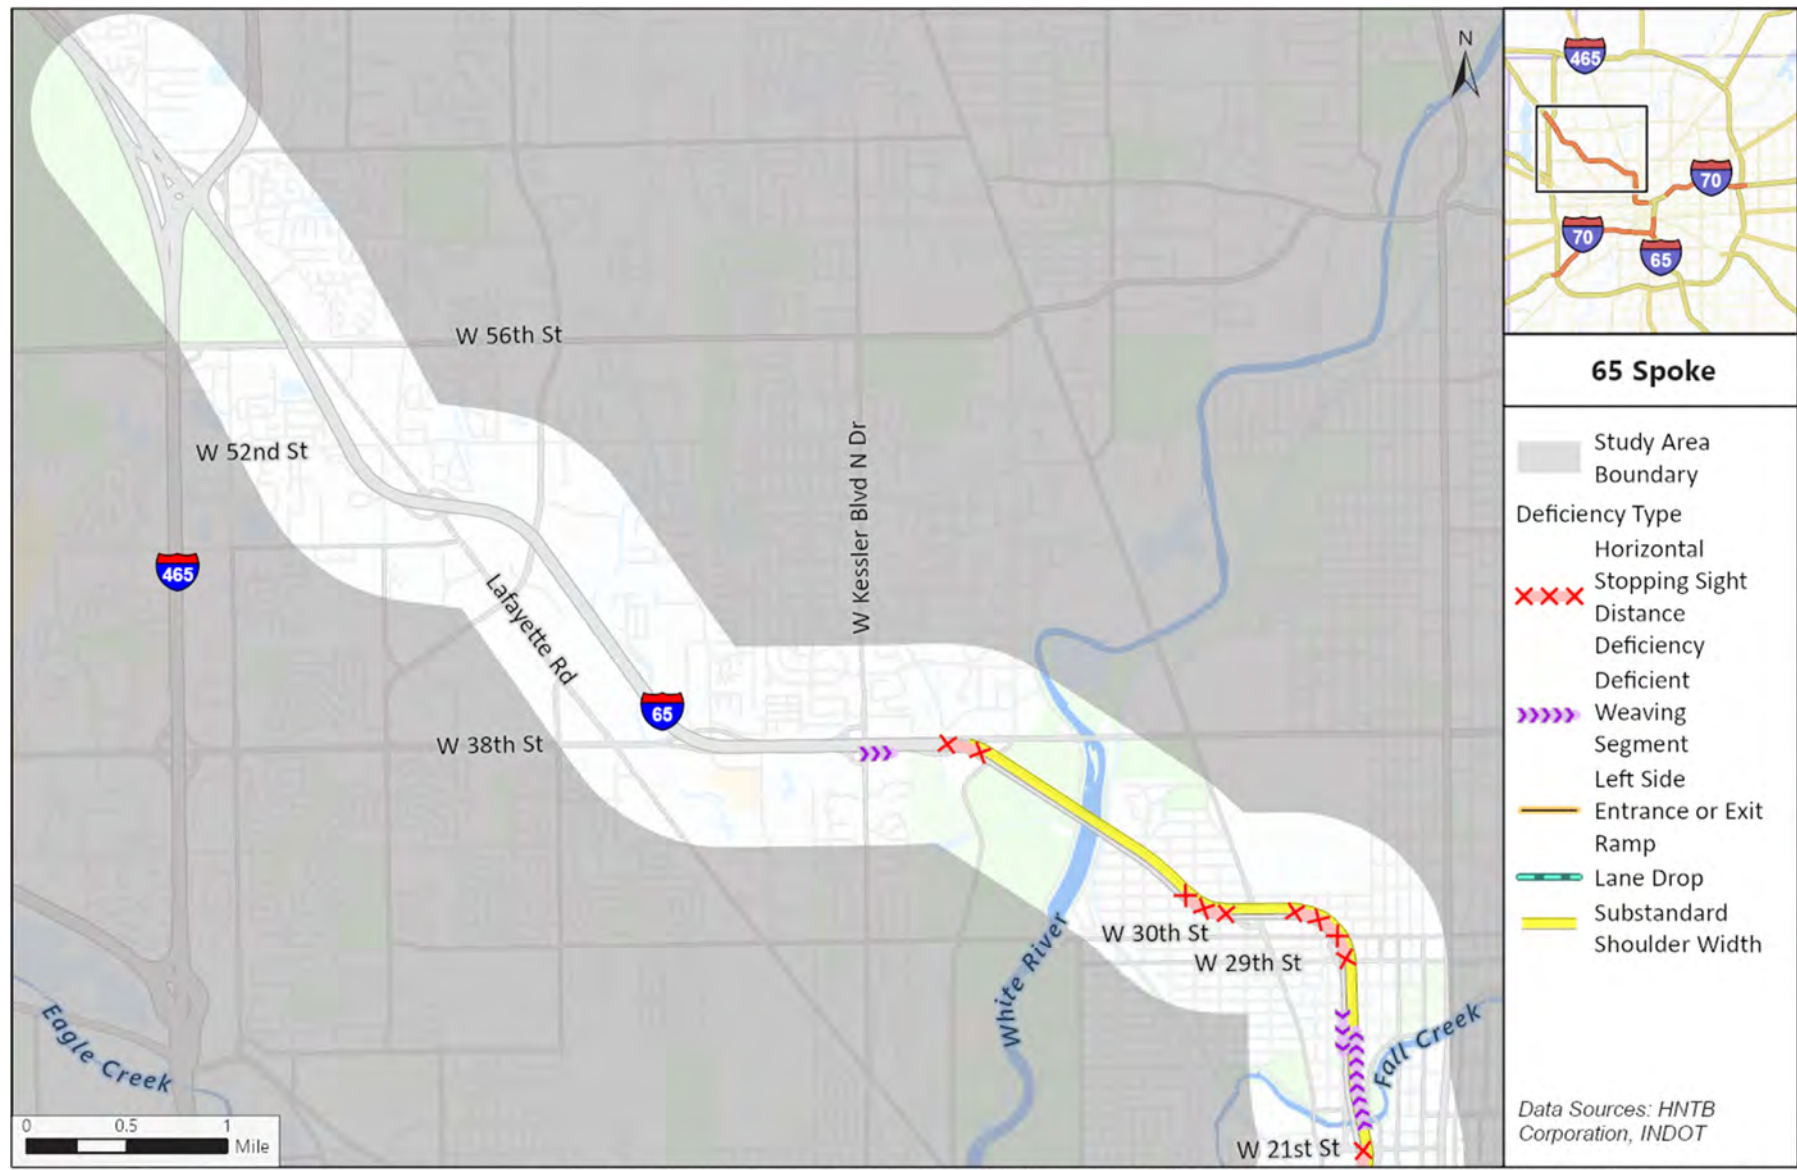 N
W 56th St
W 52nd St
W Kessler Blvd N Dr
465
Lafayette Rd
65
W 38th St
W 30th St
W 29th St
White River
Fall Creek
Eagle Creek
W 21st St
0 0.5 1
Mile
465
70
70
65
65 Spoke
Study Area
Boundary
Deficiency Type
Horizontal
Stopping Sight
Distance
Deficiency
Deficient
Weaving
Segment
Left Side
Entrance or Exit
Ramp
Lane Drop
Substandard
Shoulder Width
Data Sources: HNTB
Corporation, INDOT